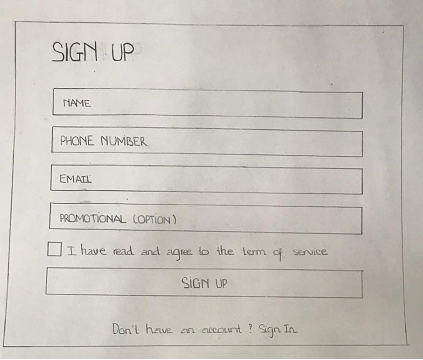 SIGN UP
NAME
PHONE NUMBER
EMAIL
PROMOTIONAL (OPTION)
I have read and agree to the term of service
SIGN UP
Don't have an account ? Sign In